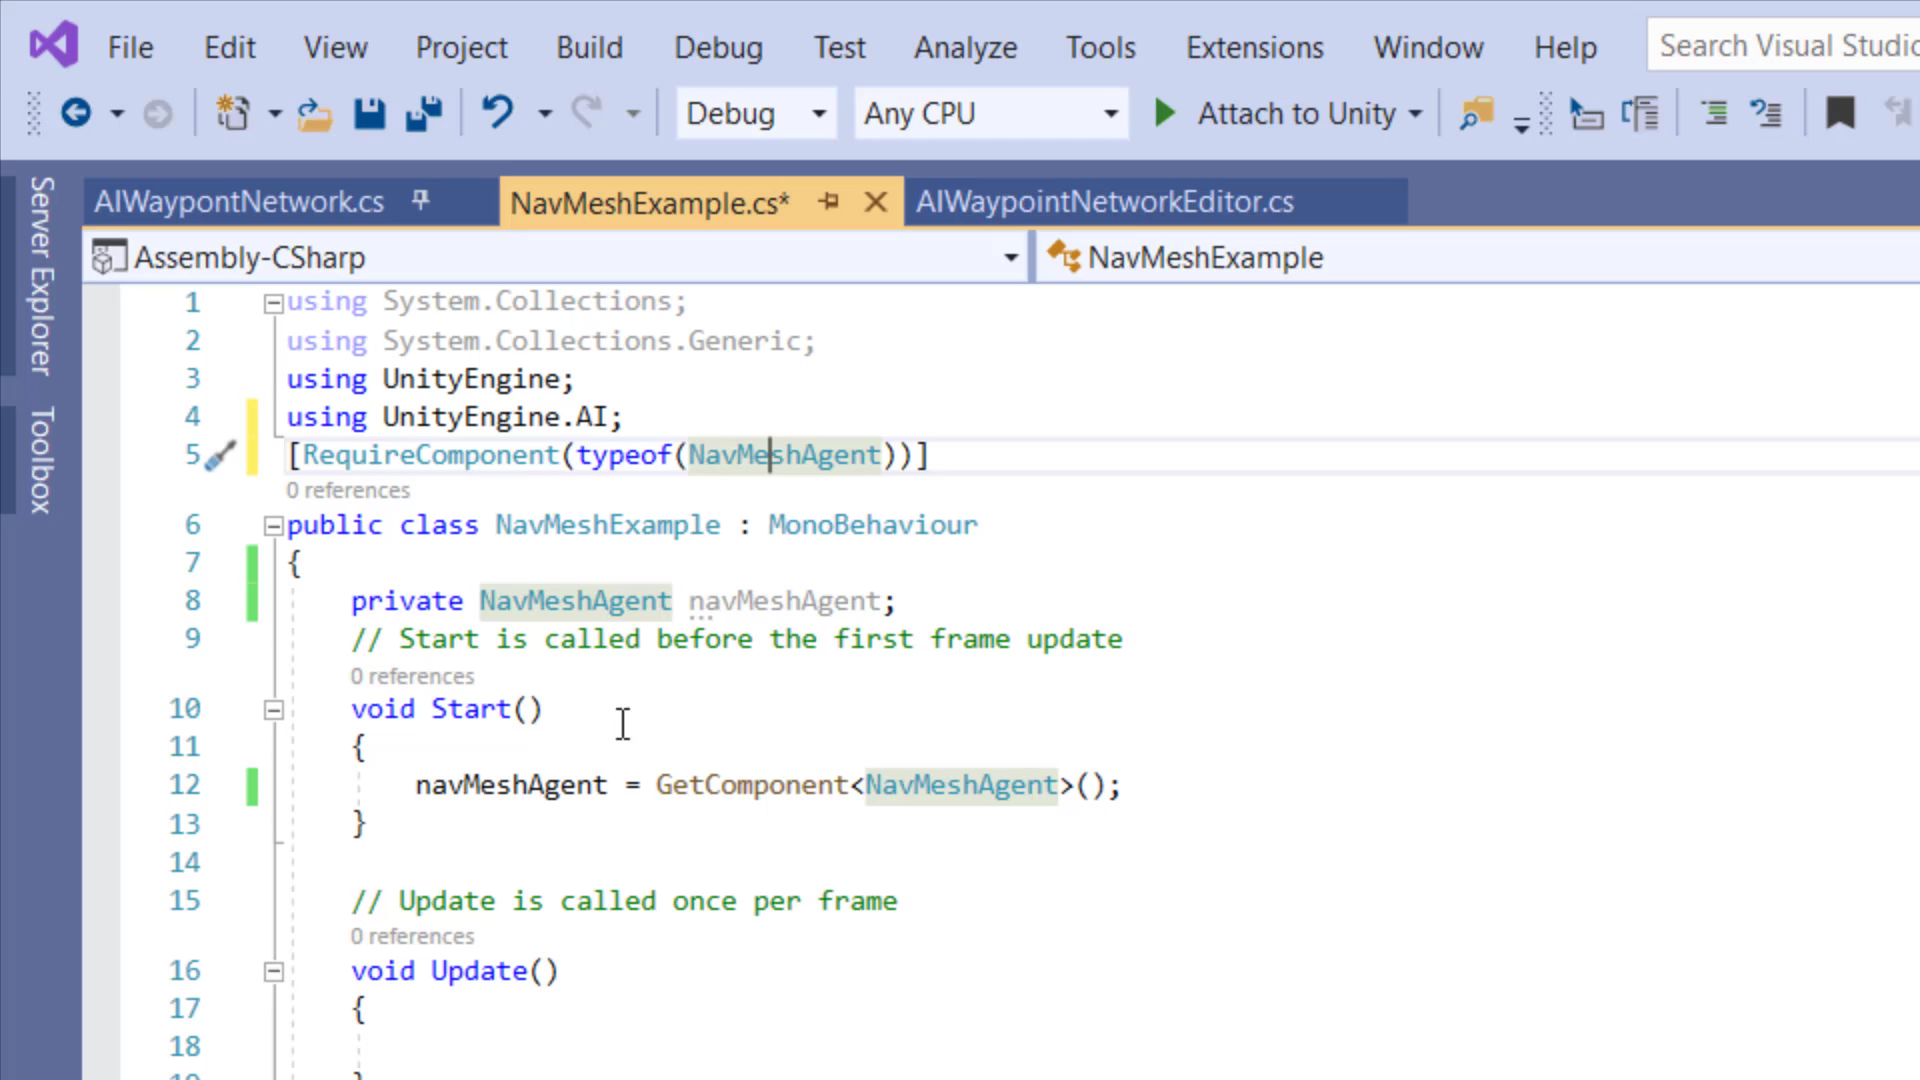 File Edit View Project Build Debug Test Analyze Tools Extensions Window Help Search Visual Studio
Debug Any CPU Attach to Unity
Server Explorer
Toolbox
AIWaypontNetwork.cs NavMeshExample.cs* AIWaypointNetworkEditor.cs
Assembly-CSharp NavMeshExample
1 using System.Collections;
2 using System.Collections.Generic;
3 using UnityEngine;
4 using UnityEngine.AI;
5 [RequireComponent(typeof(NavMeshAgent))]
0 references
6 public class NavMeshExample : MonoBehaviour
7 {
8 private NavMeshAgent navMeshAgent;
9 // Start is called before the first frame update
0 references
10 void Start()
11 {
12 navMeshAgent = GetComponent<NavMeshAgent>();
13 }
14
15 // Update is called once per frame
0 references
16 void Update()
17 {
18